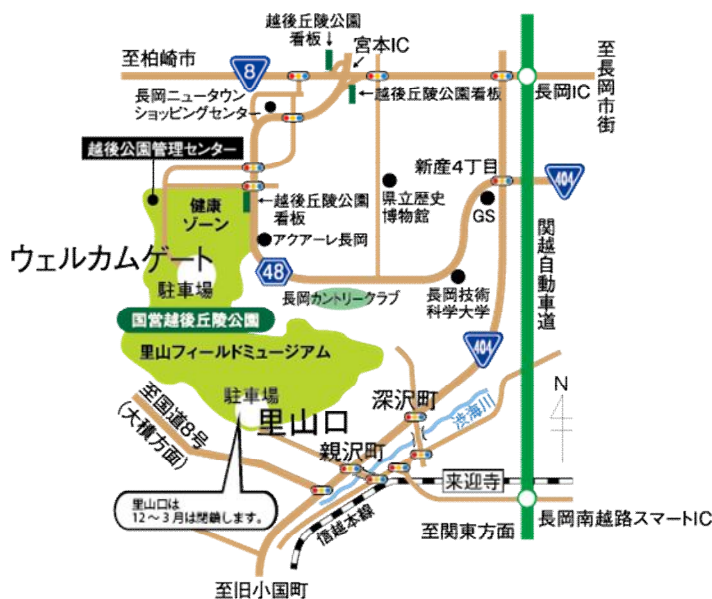 越後丘陵公園
看板
宮本IC
至柏崎市
8
至長岡市街
長岡ニュータウン
ショッピングセンター
越後丘陵公園看板
長岡IC
越後公園管理センター
新産4丁目
404
健康
ゾーン
越後丘陵公園
看板
県立歴史
博物館
GS
関越自動車道
アクアーレ長岡
ウェルカムゲート
駐車場
48
長岡カントリークラブ
長岡技術
科学大学
国営越後丘陵公園
里山フィールドミュージアム
404
至国道8号
(大積方面)
駐車場
里山口
深沢町
渋海川
N
親沢町
里山口は
12〜3月は閉鎖します。
来迎寺
信越本線
至関東方面
長岡南越路スマートIC
至旧小国町